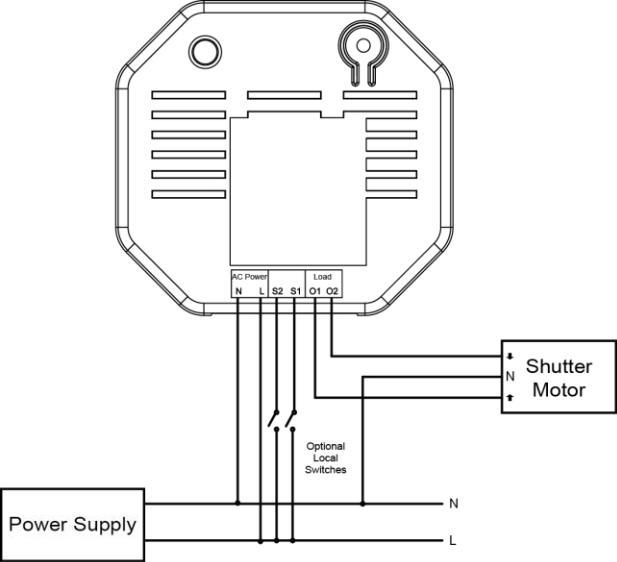 AC Power Load
N L S2 S1 O1 O2
Shutter
Motor
N
Optional
Local
Switches
Power Supply
N
L